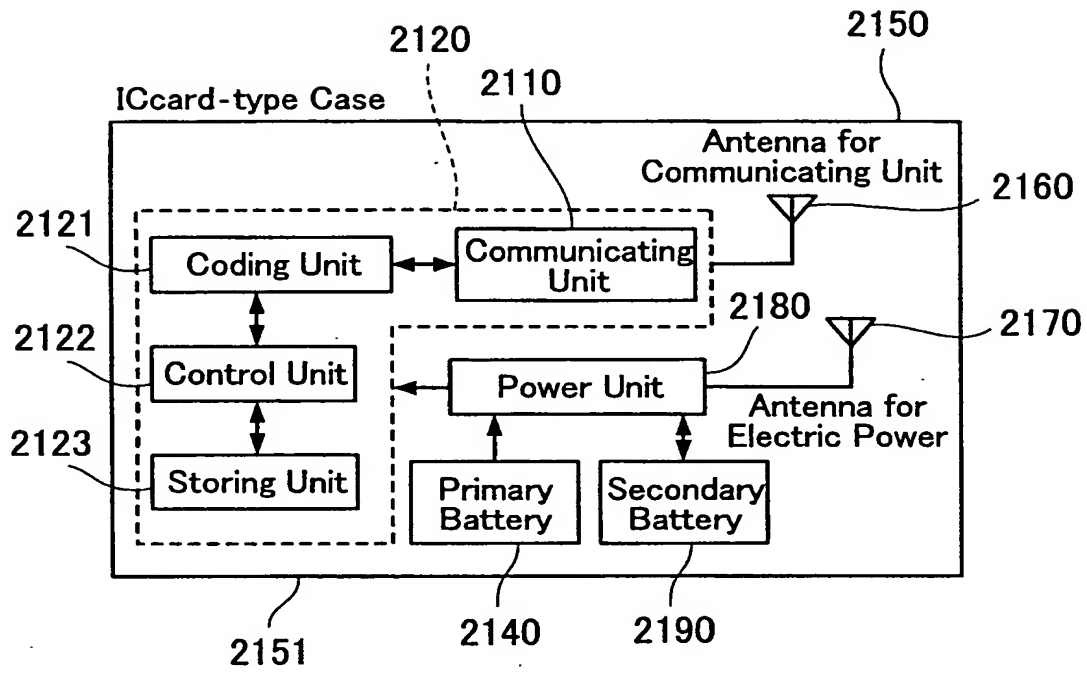 2120
2150
2110
ICcard-type Case
Antenna for
Communicating Unit
2160
2121
Coding Unit
Communicating
Unit
2180
2170
2122
Control Unit
Power Unit
Antenna for
Electric Power
2123
Storing Unit
Primary
Battery
Secondary
Battery
2151
2140
2190